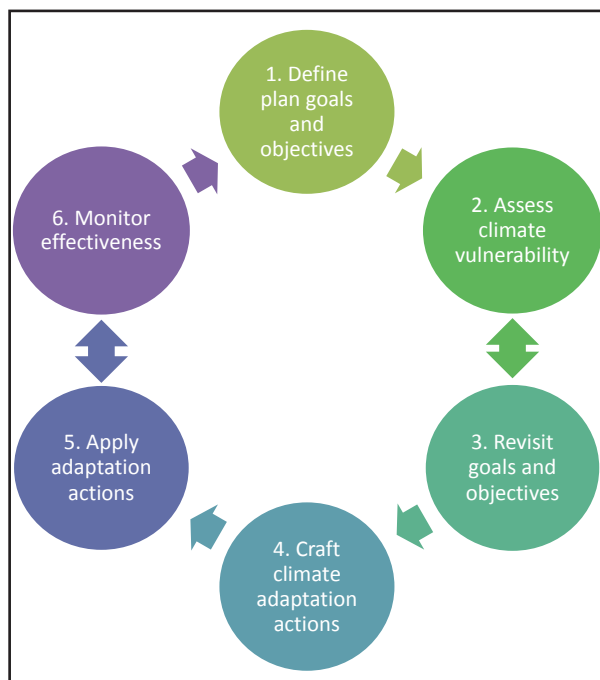 1. Define
plan goals
and
objectives
2. Assess
climate
vulnerability
3. Revisit
goals and
objectives
4. Craft
climate
adaptation
actions
5. Apply
adaptation
actions
6. Monitor
effectiveness